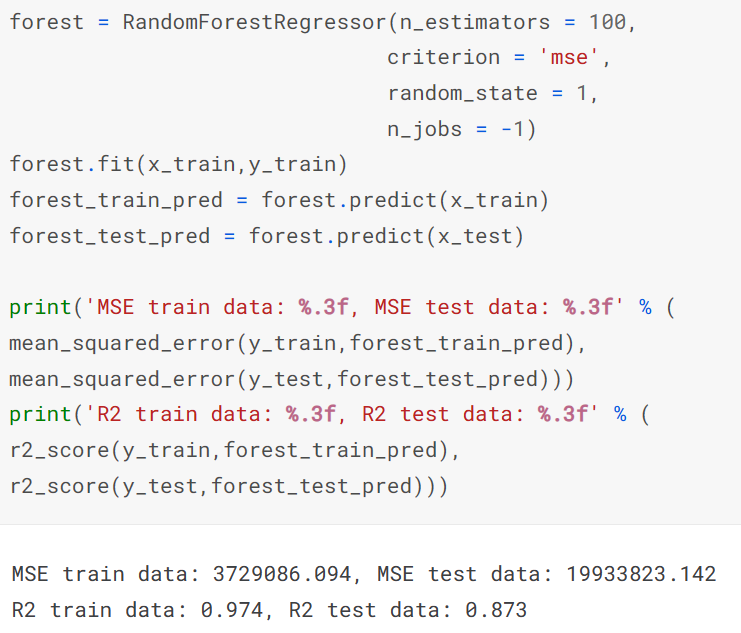 forest = RandomForestRegressor(n_estimators = 100,
criterion = 'mse',
random_state = 1,
n_jobs = -1)
forest.fit(x_train,y_train)
forest_train_pred = forest.predict(x_train)
forest_test_pred = forest.predict(x_test)
print('MSE train data: %.3f, MSE test data: %.3f' % (
mean_squared_error(y_train,forest_train_pred),
mean_squared_error(y_test,forest_test_pred)))
print('R2 train data: %.3f, R2 test data: %.3f' % (
r2_score(y_train,forest_train_pred),
r2_score(y_test,forest_test_pred)))
MSE train data: 3729086.094, MSE test data: 19933823.142
R2 train data: 0.974, R2 test data: 0.873